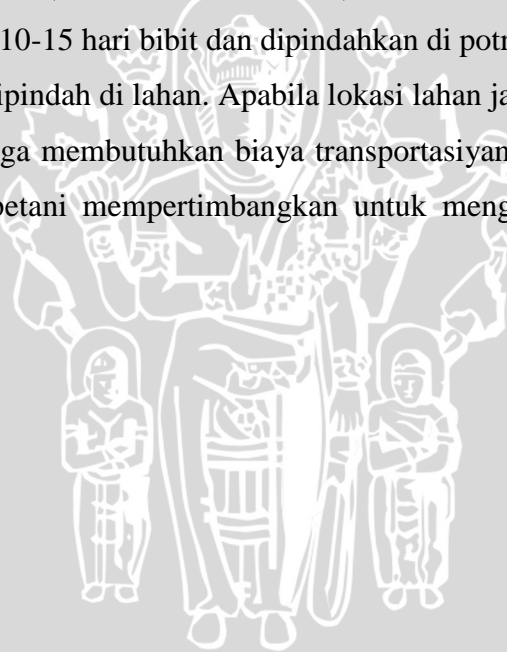 10-15 hari bibit dan dipindahkan di potr
ipindah di lahan. Apabila lokasi lahan ja
ga membutuhkan biaya transportasiyan
petani mempertimbangkan untuk meng